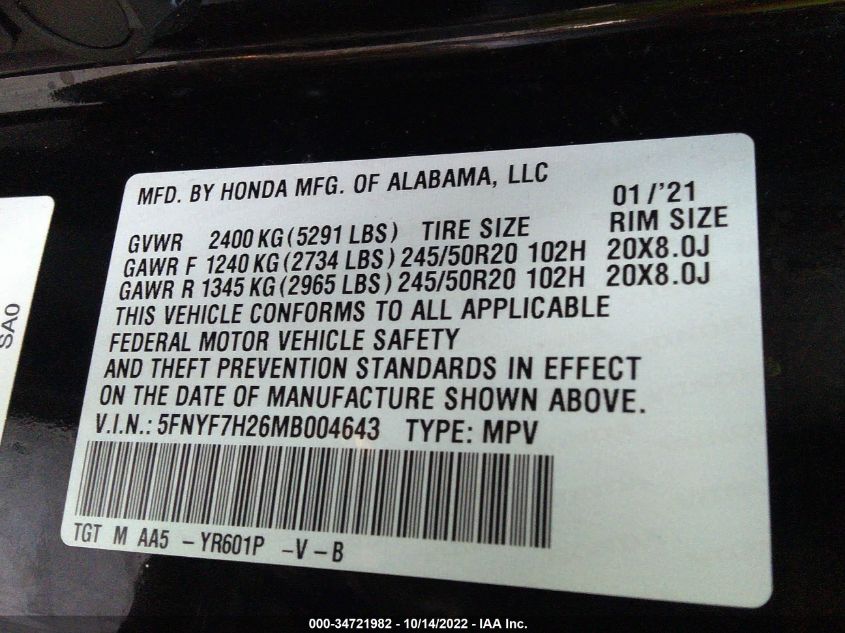 MFD. BY HONDA MFG. OF ALABAMA, LLC 01/'21
GVWR 2400 KG (5291 LBS) TIRE SIZE RIM SIZE
GAWR F 1240 KG (2734 LBS) 245/50R20 102H 20X8.0J
GAWR R 1345 KG (2965 LBS) 245/50R20 102H 20X8.0J
THIS VEHICLE CONFORMS TO ALL APPLICABLE
FEDERAL MOTOR VEHICLE SAFETY
AND THEFT PREVENTION STANDARDS IN EFFECT
ON THE DATE OF MANUFACTURE SHOWN ABOVE.
V.I.N.: 5FNYF7H26MB004643 TYPE: MPV
TGT M AA5 -YR601P -V-B
SA0
000-34721982 - 10/14/2022 - IAA Inc.